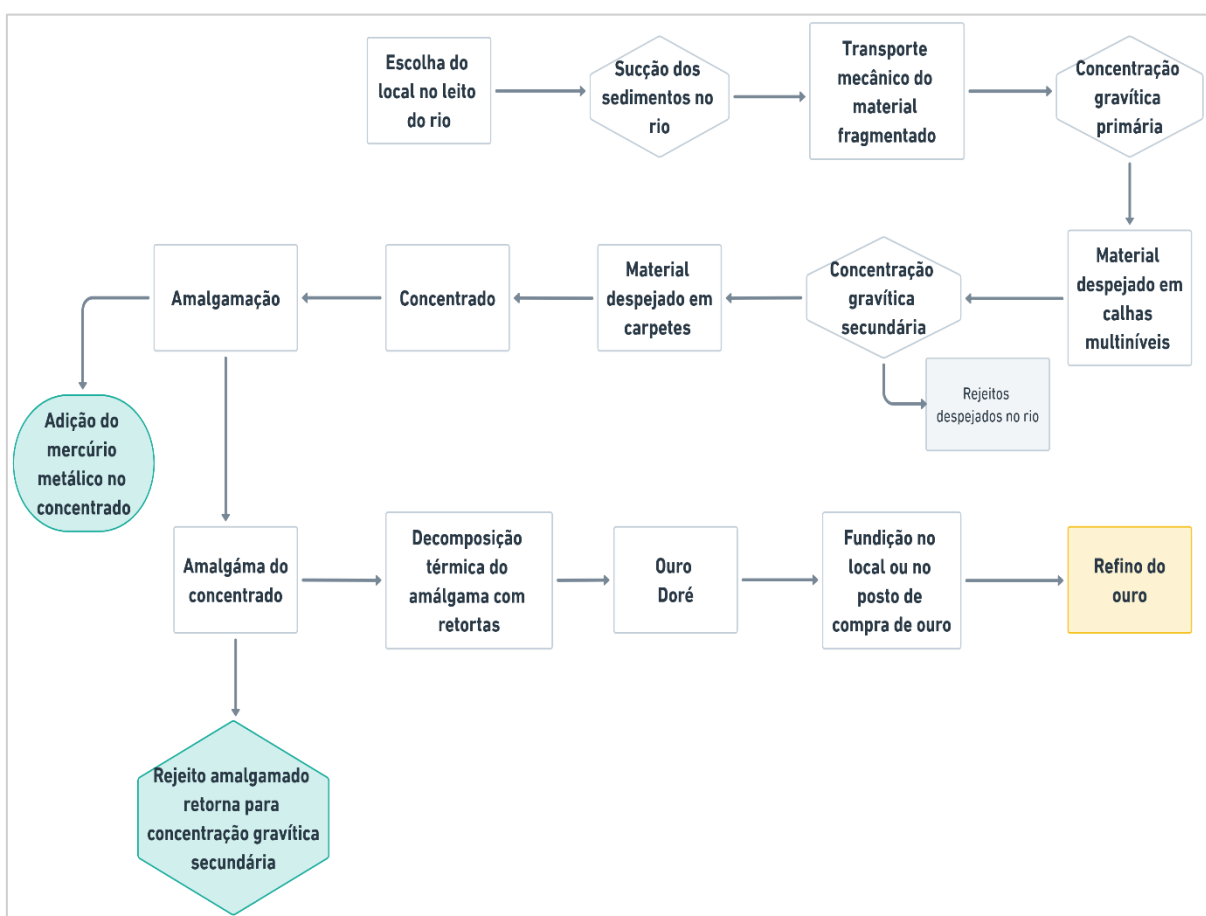 Escolha do
local no leito
do rio
Sucção dos
sedimentos no
rio
Transporte
mecânico do
material
fragmentado
Concentração
gravítica
primária
Material
despejado em
calhas
multiníveis
Concentração
gravítica
secundária
Rejeitos
despejados no rio
Material
despejado em
carpetes
Concentrado
Amalgamação
Adição do
mercúrio
metálico no
concentrado
Amalgáma do
concentrado
Decomposição
térmica do
amálgama com
retortas
Ouro
Doré
Fundição no
local ou no
posto de
compra de ouro
Refino do
ouro
Rejeito amalgamado
retorna para
concentração gravítica
secundária